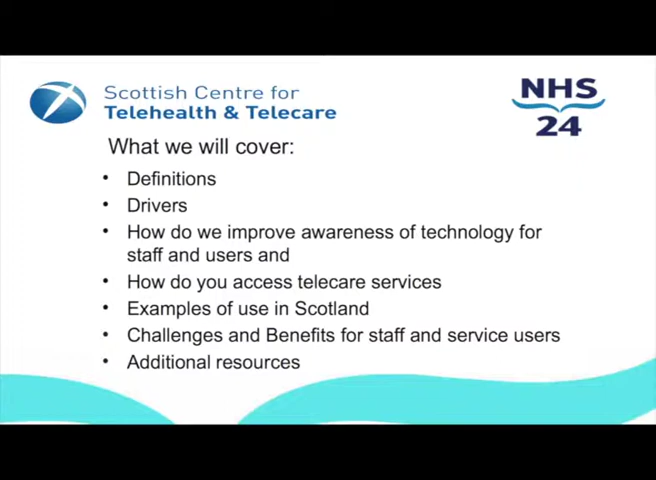 Scottish Centre for
Telehealth & Telecare
NHS
24
What we will cover:
• Definitions
• Drivers
• How do we improve awareness of technology for
staff and users and
• How do you access telecare services
• Examples of use in Scotland
• Challenges and Benefits for staff and service users
• Additional resources